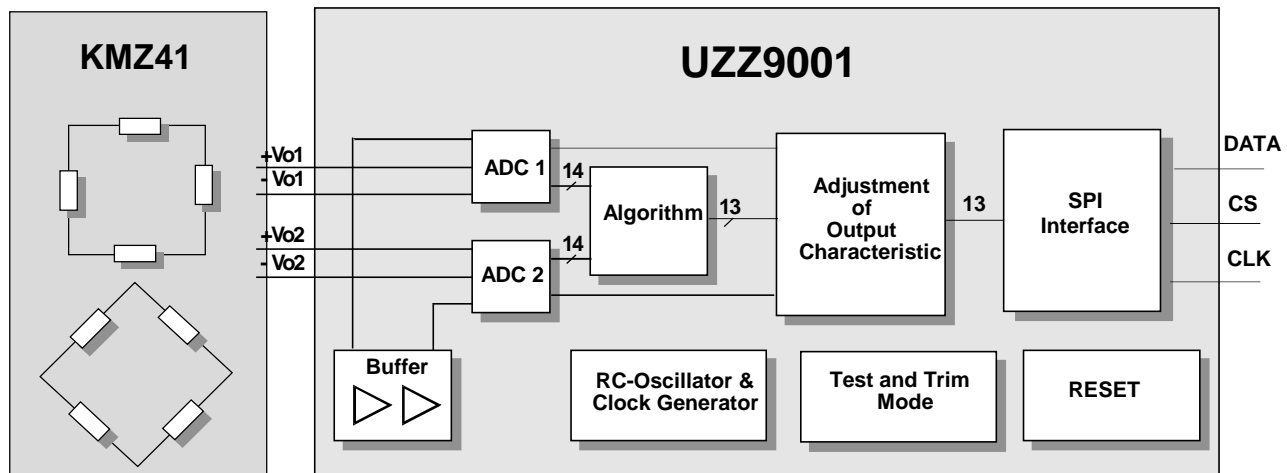 KMZ41
UZZ9001
+Vo1
- Vo1
+Vo2
- Vo2
ADC 1
14
ADC 2
14
Algorithm
13
Adjustment
of
Output
Characteristic
13
SPI
Interface
DATA
CS
CLK
Buffer
RC-Oscillator &
Clock Generator
Test and Trim
Mode
RESET